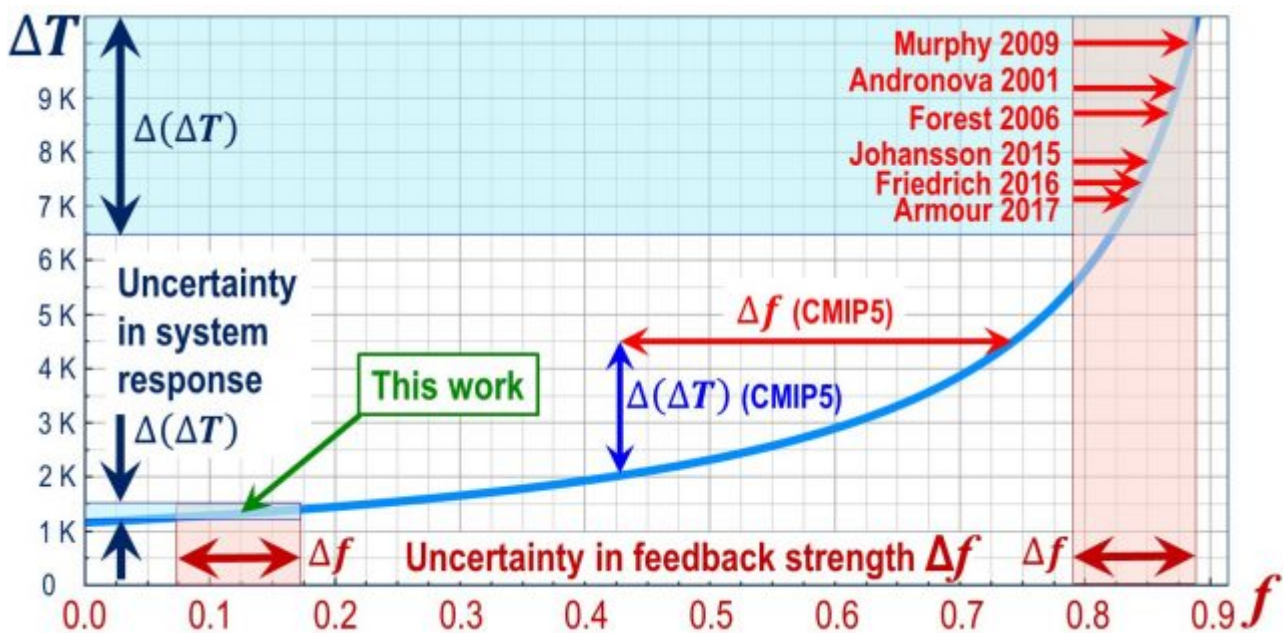 ΔT
Murphy 2009
Andronova 2001
9 K
Δ(ΔT)
Forest 2006
8 K
Johansson 2015
Friedrich 2016
7 K
Armour 2017
6 K
Uncertainty
in system
response
5 K
Δf (CMIP5)
4 K
This work
Δ(ΔT) (CMIP5)
3 K
Δ(ΔT)
2 K
1 K
Δf
Uncertainty in feedback strength Δf
Δf
0
0.0 0.1 0.2 0.3 0.4 0.5 0.6 0.7 0.8 0.9 f